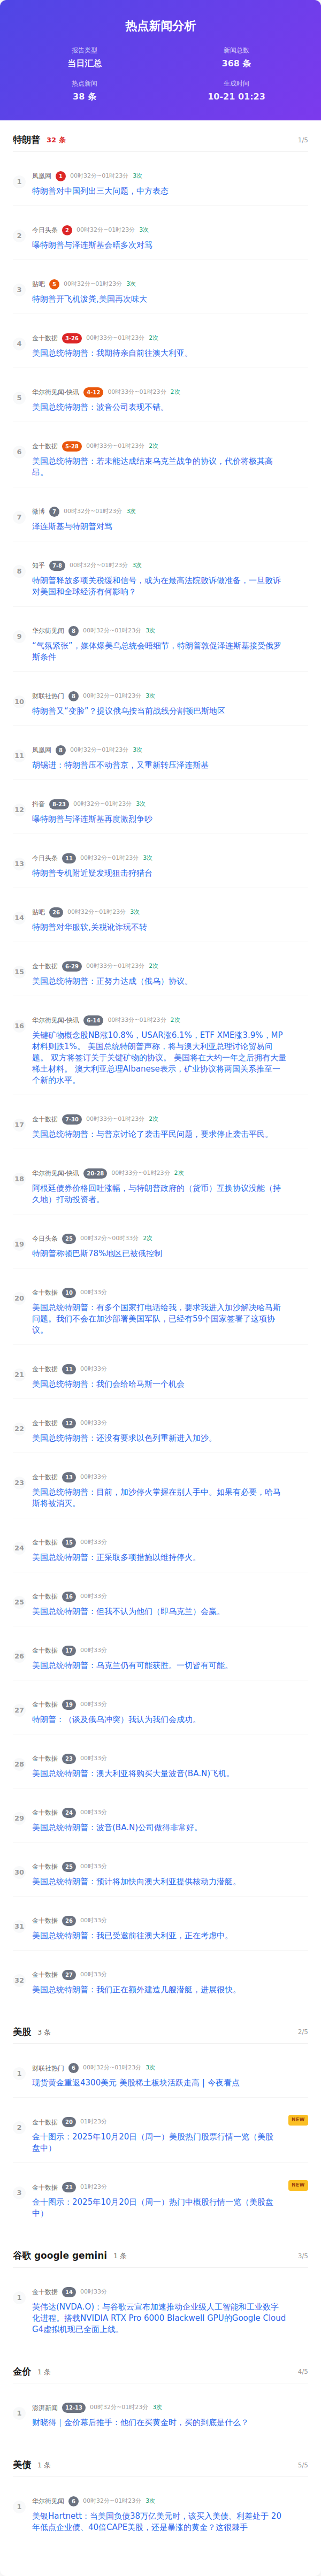 热点新闻分析
报告类型
当日汇总
新闻总数
368 条
热点新闻
38 条
生成时间
10-21 01:23
特朗普 32 条 1/5
1 凤凰网 1 00时32分~01时23分 3次
特朗普对中国列出三大问题，中方表态
2 今日头条 2 00时32分~01时23分 3次
曝特朗普与泽连斯基会晤多次对骂
3 贴吧 5 00时32分~01时23分 3次
特朗普开飞机泼粪,美国再次味大
4 金十数据 3-26 00时33分~01时23分 2次
美国总统特朗普：我期待亲自前往澳大利亚。
5 华尔街见闻-快讯 4-12 00时33分~01时23分 2次
美国总统特朗普：波音公司表现不错。
6 金十数据 5-28 00时33分~01时23分 2次
美国总统特朗普：若未能达成结束乌克兰战争的协议，代价将极其高
昂。
7 微博 7 00时32分~01时23分 3次
泽连斯基与特朗普对骂
8 知乎 7-8 00时32分~01时23分 3次
特朗普释放多项关税缓和信号，或为在最高法院败诉做准备，一旦败诉
对美国和全球经济有何影响？
9 华尔街见闻 8 00时32分~01时23分 3次
“气氛紧张”，媒体爆美乌总统会晤细节，特朗普敦促泽连斯基接受俄罗
斯条件
10 财联社热门 8 00时32分~01时23分 3次
特朗普又“变脸”？提议俄乌按当前战线分割顿巴斯地区
11 凤凰网 8 00时32分~01时23分 3次
胡锡进：特朗普压不动普京，又重新转压泽连斯基
12 抖音 8-23 00时32分~01时23分 3次
曝特朗普与泽连斯基再度激烈争吵
13 今日头条 11 00时32分~01时23分 3次
特朗普专机附近疑发现狙击狩猎台
14 贴吧 26 00时32分~01时23分 3次
特朗普对华服软,关税讹诈玩不转
15 金十数据 6-29 00时33分~01时23分 2次
美国总统特朗普：正努力达成（俄乌）协议。
16 华尔街见闻-快讯 6-14 00时33分~01时23分 2次
关键矿物概念股NB涨10.8%，USAR涨6.1%，ETF XME涨3.9%，MP
材料则跌1%。 美国总统特朗普声称，将与澳大利亚总理讨论贸易问
题。 双方将签订关于关键矿物的协议。 美国将在大约一年之后拥有大量
稀土材料。 澳大利亚总理Albanese表示，矿业协议将两国关系推至一
个新的水平。
17 金十数据 7-30 00时33分~01时23分 2次
美国总统特朗普：与普京讨论了袭击平民问题，要求停止袭击平民。
18 华尔街见闻-快讯 20-28 00时33分~01时23分 2次
阿根廷债券价格回吐涨幅，与特朗普政府的（货币）互换协议没能（持
久地）打动投资者。
19 今日头条 25 00时32分~00时33分 2次
特朗普称顿巴斯78%地区已被俄控制
20 金十数据 10 00时33分
美国总统特朗普：有多个国家打电话给我，要求我进入加沙解决哈马斯
问题。我们不会在加沙部署美国军队，已经有59个国家签署了这项协
议。
21 金十数据 11 00时33分
美国总统特朗普：我们会给哈马斯一个机会
22 金十数据 12 00时33分
美国总统特朗普：还没有要求以色列重新进入加沙。
23 金十数据 13 00时33分
美国总统特朗普：目前，加沙停火掌握在别人手中。如果有必要，哈马
斯将被消灭。
24 金十数据 15 00时33分
美国总统特朗普：正采取多项措施以维持停火。
25 金十数据 16 00时33分
美国总统特朗普：但我不认为他们（即乌克兰）会赢。
26 金十数据 17 00时33分
美国总统特朗普：乌克兰仍有可能获胜。一切皆有可能。
27 金十数据 19 00时33分
特朗普：（谈及俄乌冲突）我认为我们会成功。
28 金十数据 23 00时33分
美国总统特朗普：澳大利亚将购买大量波音(BA.N)飞机。
29 金十数据 24 00时33分
美国总统特朗普：波音(BA.N)公司做得非常好。
30 金十数据 25 00时33分
美国总统特朗普：预计将加快向澳大利亚提供核动力潜艇。
31 金十数据 26 00时33分
美国总统特朗普：我已受邀前往澳大利亚，正在考虑中。
32 金十数据 27 00时33分
美国总统特朗普：我们正在额外建造几艘潜艇，进展很快。
美股 3 条 2/5
1 财联社热门 6 00时32分~01时23分 3次
现货黄金重返4300美元 美股稀土板块活跃走高 | 今夜看点
2 金十数据 20 01时23分 NEW
金十图示：2025年10月20日（周一）美股热门股票行情一览（美股
盘中）
3 金十数据 21 01时23分 NEW
金十图示：2025年10月20日（周一）热门中概股行情一览（美股盘
中）
谷歌 google gemini 1 条 3/5
1 金十数据 14 00时33分
英伟达(NVDA.O)：与谷歌云宣布加速推动企业级人工智能和工业数字
化进程。搭载NVIDIA RTX Pro 6000 Blackwell GPU的Google Cloud
G4虚拟机现已全面上线。
金价 1 条 4/5
1 澎湃新闻 12-13 00时32分~01时23分 3次
财晓得｜金价幕后推手：他们在买黄金时，买的到底是什么？
美债 1 条 5/5
1 华尔街见闻 6 00时32分~01时23分 3次
美银Hartnett：当美国负债38万亿美元时，该买入美债、利差处于 20
年低点企业债、40倍CAPE美股，还是暴涨的黄金？这很棘手